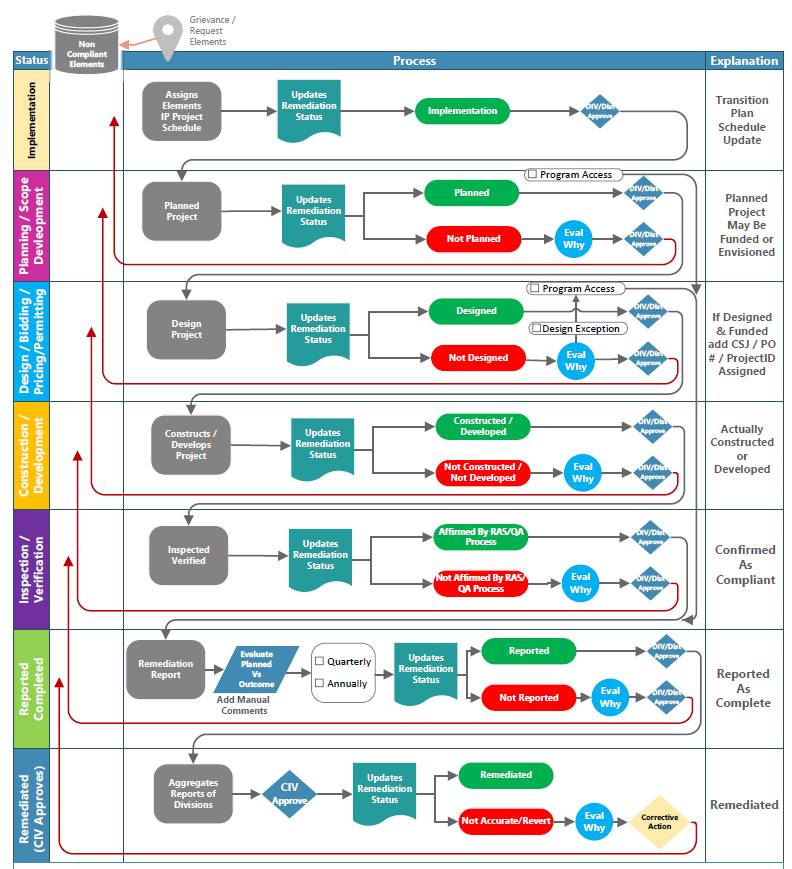 Grievance /
Request
Elements
Non
Compliant
Elements
Status
Process
Explanation
Implementation
Assigns
Elements
IP Project
Schedule
Updates
Remediation
Status
Implementation
DIV/Dist
Approve
Transition
Plan
Schedule
Update
Planning / Scope
Devleopment
Planned
Project
Updates
Remediation
Status
Program Access
Planned
DIV/Dist
Approve
Not Planned
Eval
Why
DIV/Dist
Approve
Planned
Project
May Be
Funded or
Envisioned
Design / Bidding /
Pricing/Permitting
Design
Project
Updates
Remediation
Status
Program Access
Designed
DIV/Dist
Approve
Design Exception
Not Designed
Eval
Why
DIV/Dist
Approve
If Designed
& Funded
add CSJ / PO
# / ProjectID
Assigned
Construction /
Development
Constructs /
Develops
Project
Updates
Remediation
Status
Constructed /
Developed
DIV/Dist
Approve
Not Constructed /
Not Developed
Eval
Why
DIV/Dist
Approve
Actually
Constructed
or
Developed
Inspection /
Verification
Inspected
Verified
Updates
Remediation
Status
Affirmed By RAS/QA
Process
DIV/Dist
Approve
Not Affirmed By RAS/
QA Process
Eval
Why
DIV/Dist
Approve
Confirmed
As
Compliant
Reported
Completed
Remediation
Report
Evaluate
Planned
Vs
Outcome
Add Manual
Comments
Quarterly
Annually
Updates
Remediation
Status
Reported
DIV/Dist
Approve
Not Reported
Eval
Why
DIV/Dist
Approve
Reported
As
Complete
Remediated
(CIV Approves)
Aggregates
Reports of
Divisions
CIV
Approve
Updates
Remediation
Status
Remediated
Not Accurate/Revert
Eval
Why
Corrective
Action
Remediated